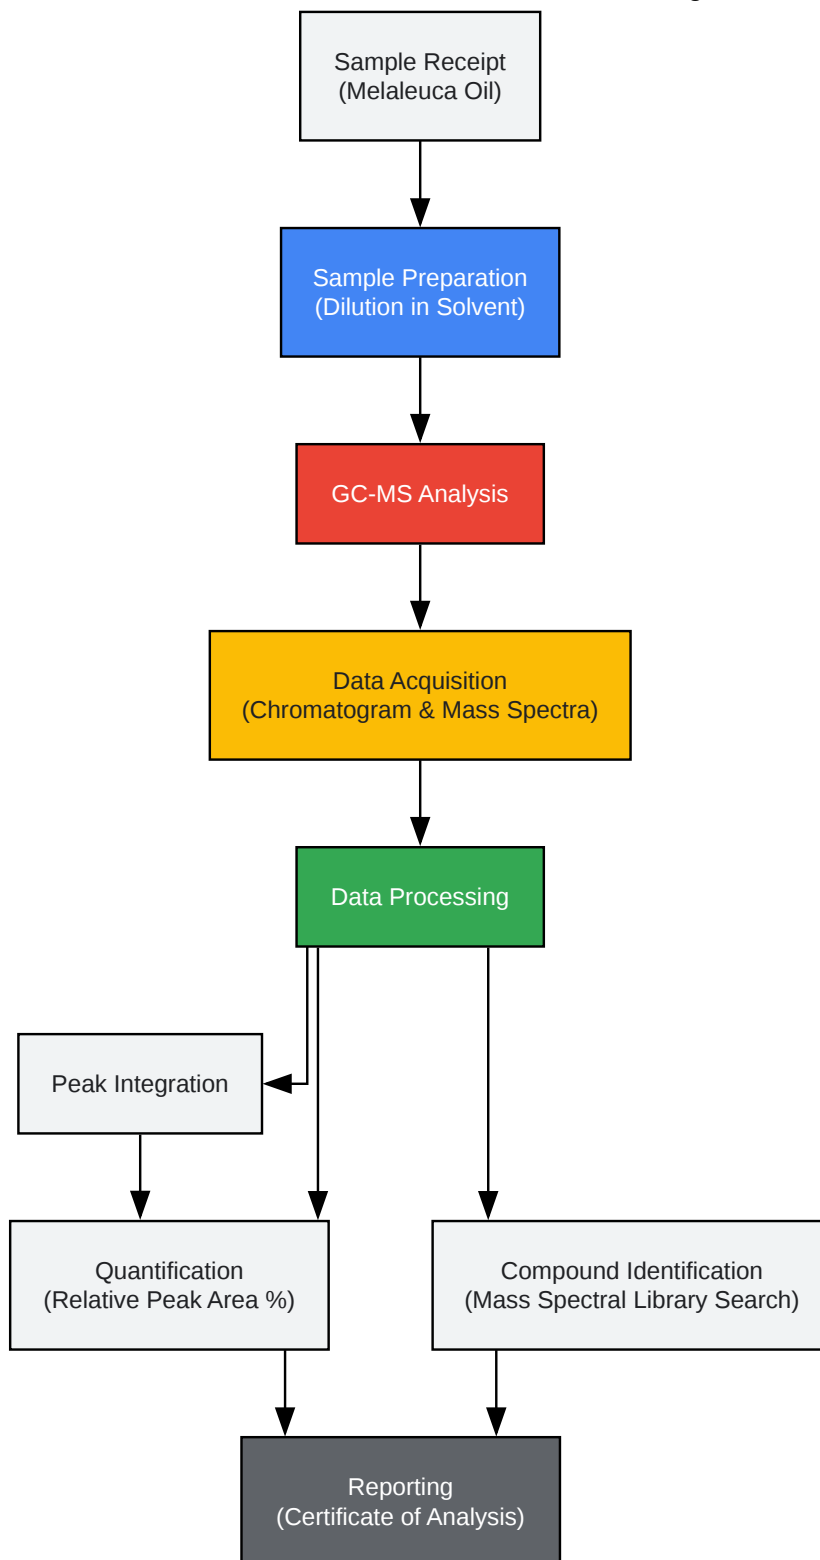 Sample Receipt
(Melaleuca Oil)
Sample Preparation
(Dilution in Solvent)
GC-MS Analysis
Data Acquisition
(Chromatogram & Mass Spectra)
Data Processing
Peak Integration
Quantification
(Relative Peak Area %)
Compound Identification
(Mass Spectral Library Search)
Reporting
(Certificate of Analysis)